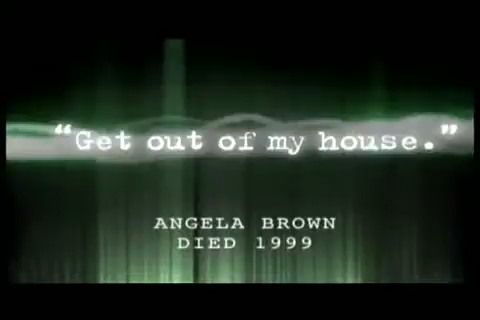 “Get out of my house.”
ANGELA BROWN
DIED 1999